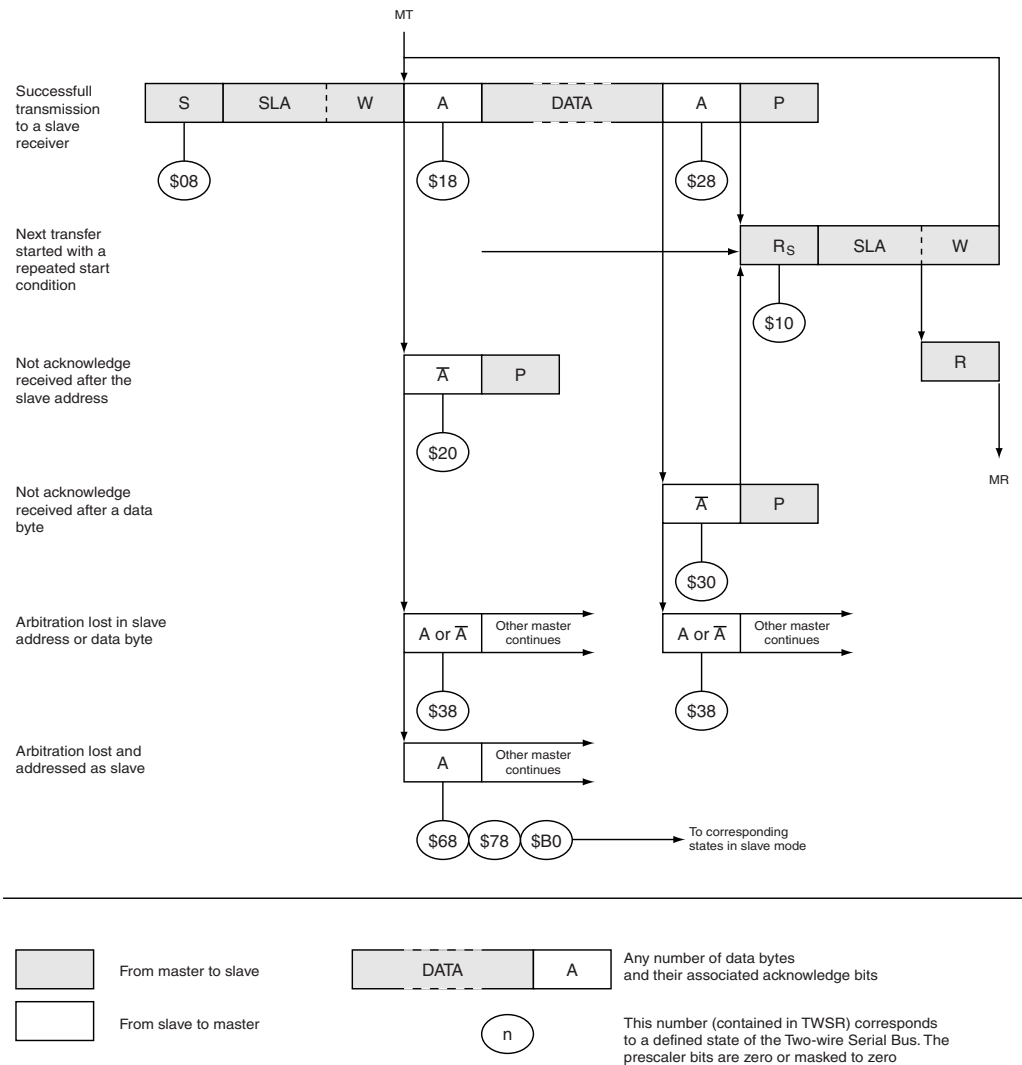 MT
Successfull
transmission
to a slave
receiver
S SLA W A DATA A P
$08 $18 $28
Next transfer
started with a
repeated start
condition
RS SLA W
$10
Not acknowledge
received after the
slave address
A̅ P
R
$20
MR
Not acknowledge
received after a data
byte
A̅ P
$30
Arbitration lost in slave
address or data byte
A or A̅
Other master
continues
A or A̅
Other master
continues
$38 $38
Arbitration lost and
addressed as slave
A
Other master
continues
$68 $78 $B0
To corresponding
states in slave mode
From master to slave
DATA A
Any number of data bytes
and their associated acknowledge bits
From slave to master
n
This number (contained in TWSR) corresponds
to a defined state of the Two-wire Serial Bus. The
prescaler bits are zero or masked to zero